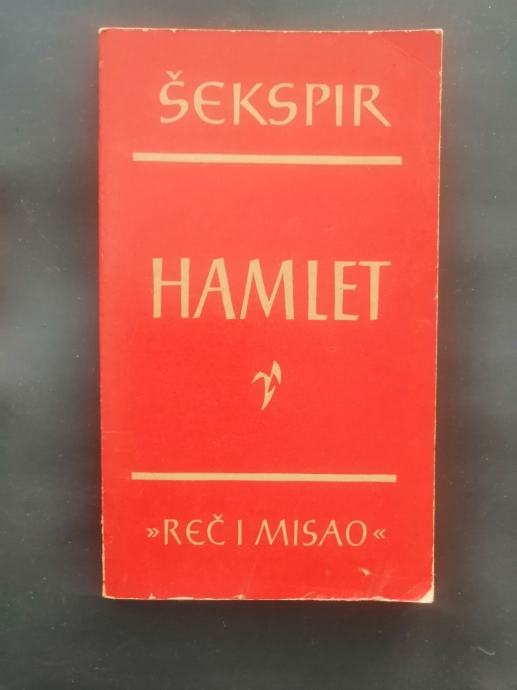 ŠEKSPIR
HAMLET
»REČ I MISAO«